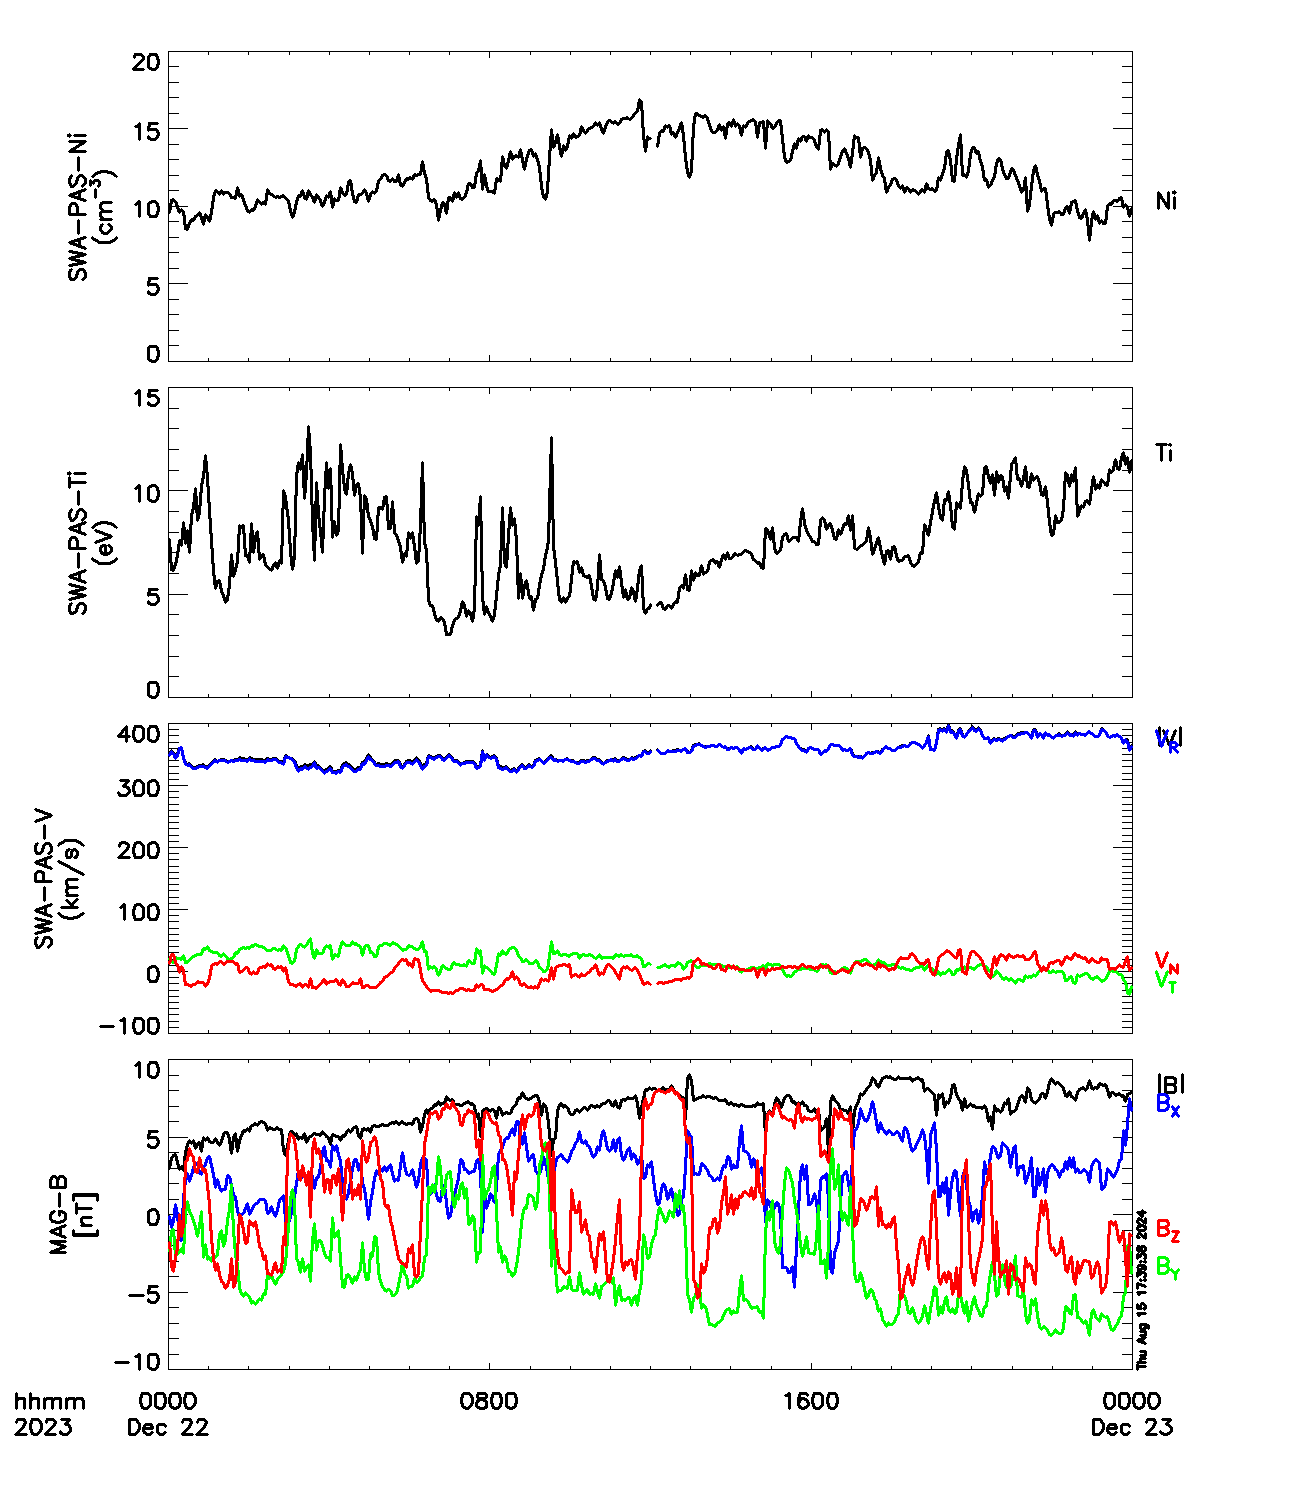 20
15
10
5
0
SWA-PAS-Ni
(cm⁻³)
Ni
15
10
5
0
SWA-PAS-Ti
(eV)
Ti
400
300
200
100
0
-100
SWA-PAS-V
(km/s)
|V|
V_R
V_N
V_T
10
5
0
-5
-10
MAG-B
[nT]
|B|
B_X
B_Z
B_Y
Thu Aug 15 17:39:38 2024
hhmm 0000 0800 1600 0000
2023 Dec 22 Dec 23